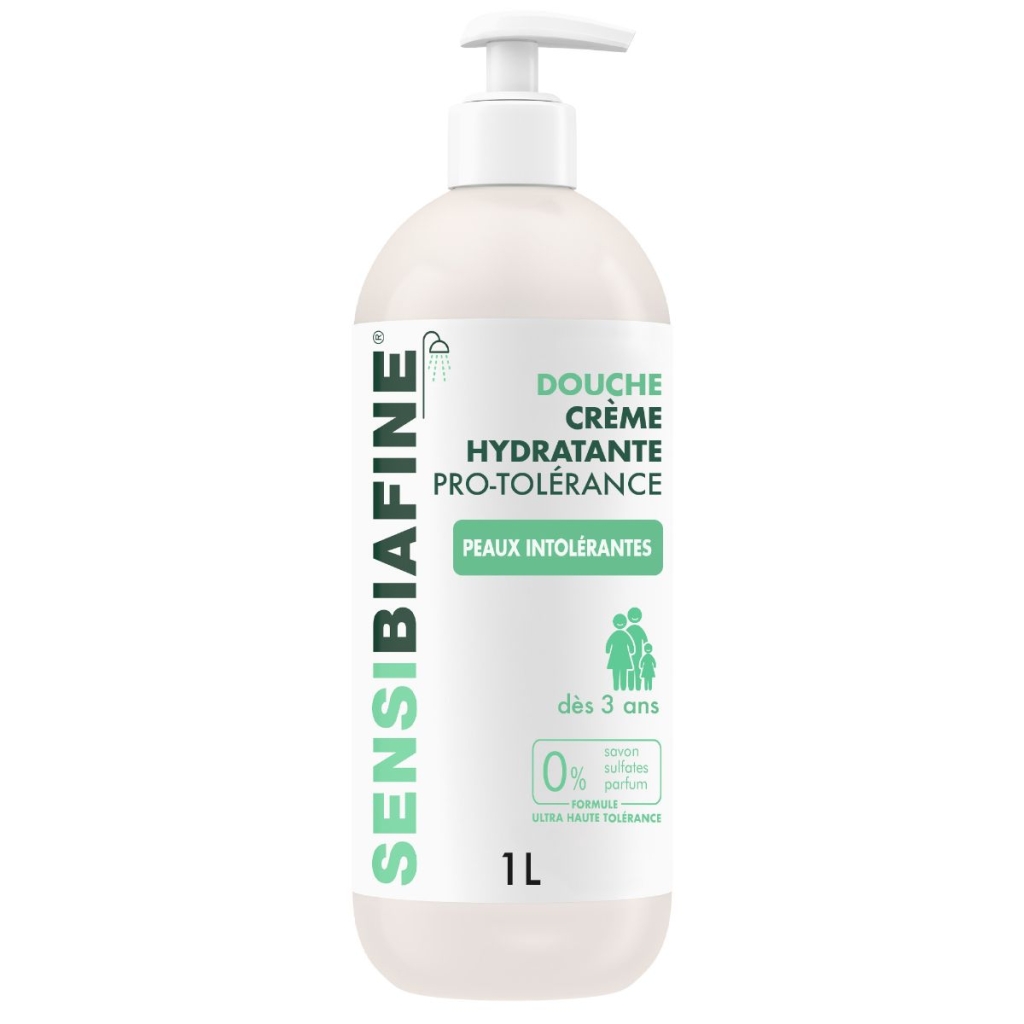 SENSIBIAFINE®
DOUCHE
CRÈME
HYDRATANTE
PRO-TOLÉRANCE
PEAUX INTOLÉRANTES
dès 3 ans
0%
savon
sulfates
parfum
FORMULE
ULTRA HAUTE TOLÉRANCE
1 L